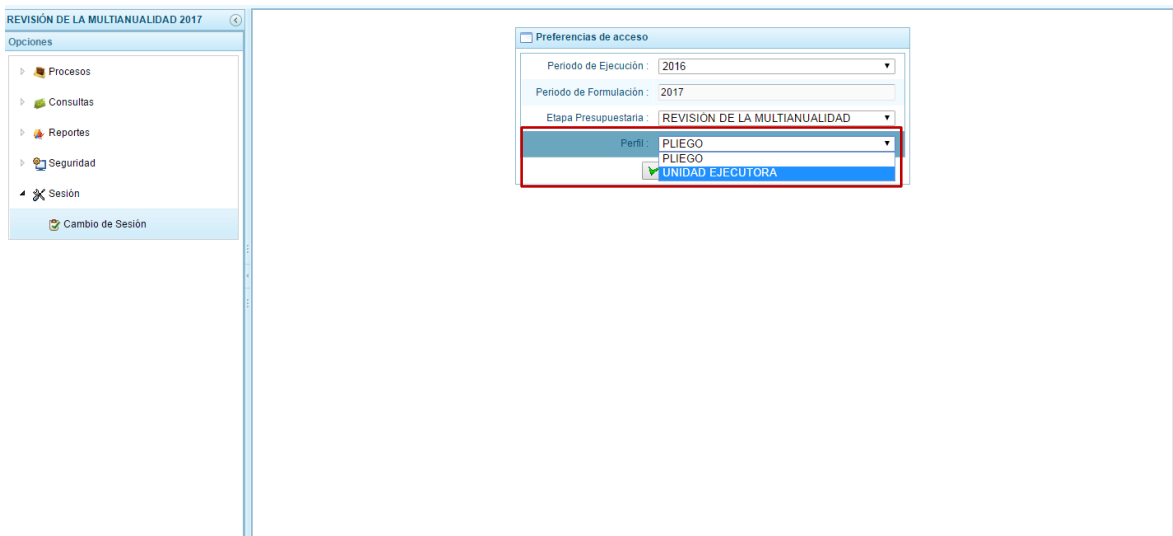 REVISIÓN DE LA MULTIANUALIDAD 2017
Opciones
Procesos
Consultas
Reportes
Seguridad
Sesión
Cambio de Sesión
Preferencias de acceso
Periodo de Ejecución : 2016
Periodo de Formulación : 2017
Etapa Presupuestaria : REVISIÓN DE LA MULTIANUALIDAD
Perfil : PLIEGO
PLIEGO
UNIDAD EJECUTORA